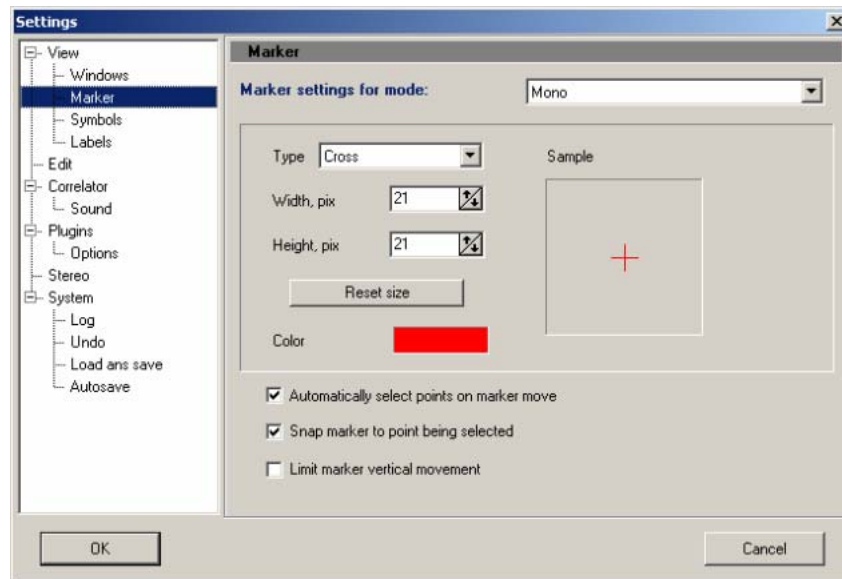 Settings
View
Windows
Marker
Symbols
Labels
Edit
Correlator
Sound
Plugins
Options
Stereo
System
Log
Undo
Load ans save
Autosave
Marker
Marker settings for mode: Mono
Type Cross
Sample
Width, pix 21
Height, pix 21
Reset size
Color
Automatically select points on marker move
Snap marker to point being selected
Limit marker vertical movement
OK
Cancel